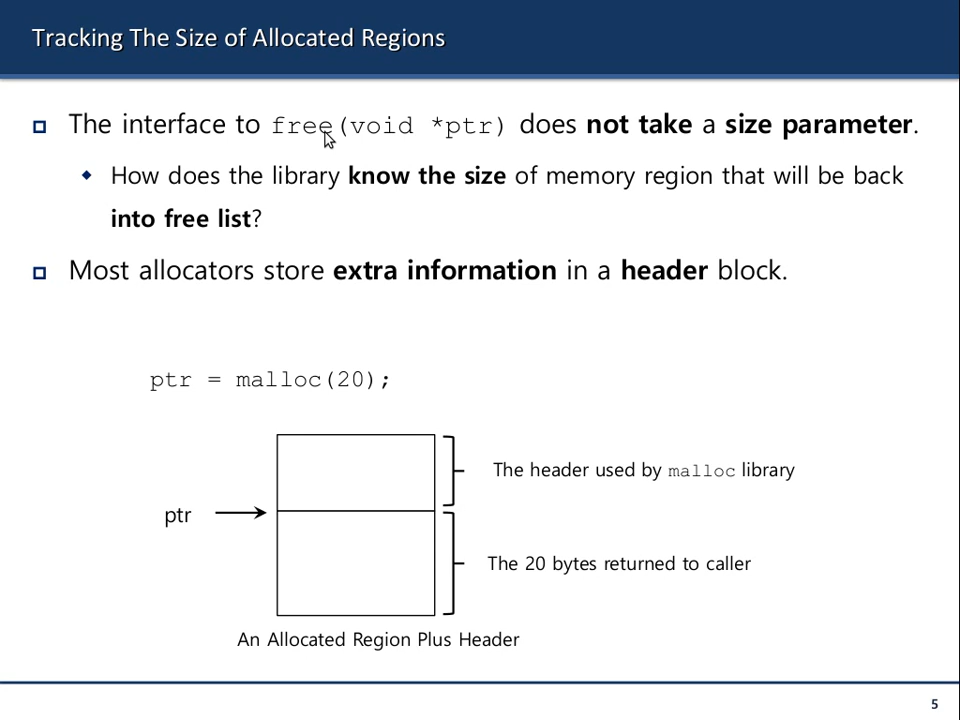 Tracking The Size of Allocated Regions
The interface to free(void *ptr) does not take a size parameter.
How does the library know the size of memory region that will be back
into free list?
Most allocators store extra information in a header block.
ptr = malloc(20);
The header used by malloc library
ptr
The 20 bytes returned to caller
An Allocated Region Plus Header
5